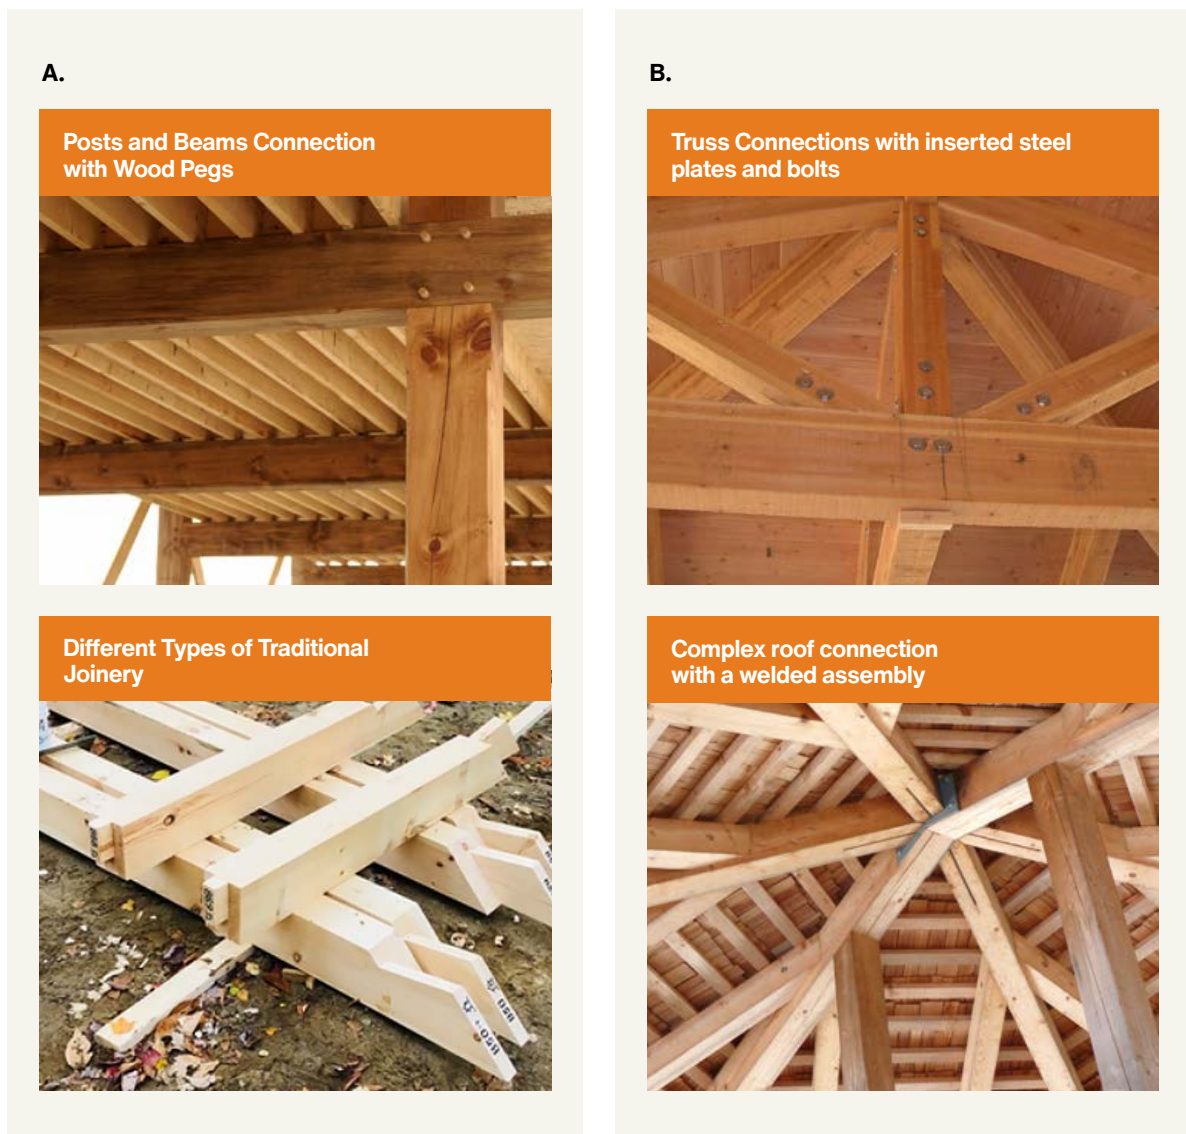 A.
Posts and Beams Connection
with Wood Pegs
Different Types of Traditional
Joinery
B.
Truss Connections with inserted steel
plates and bolts
Complex roof connection
with a welded assembly